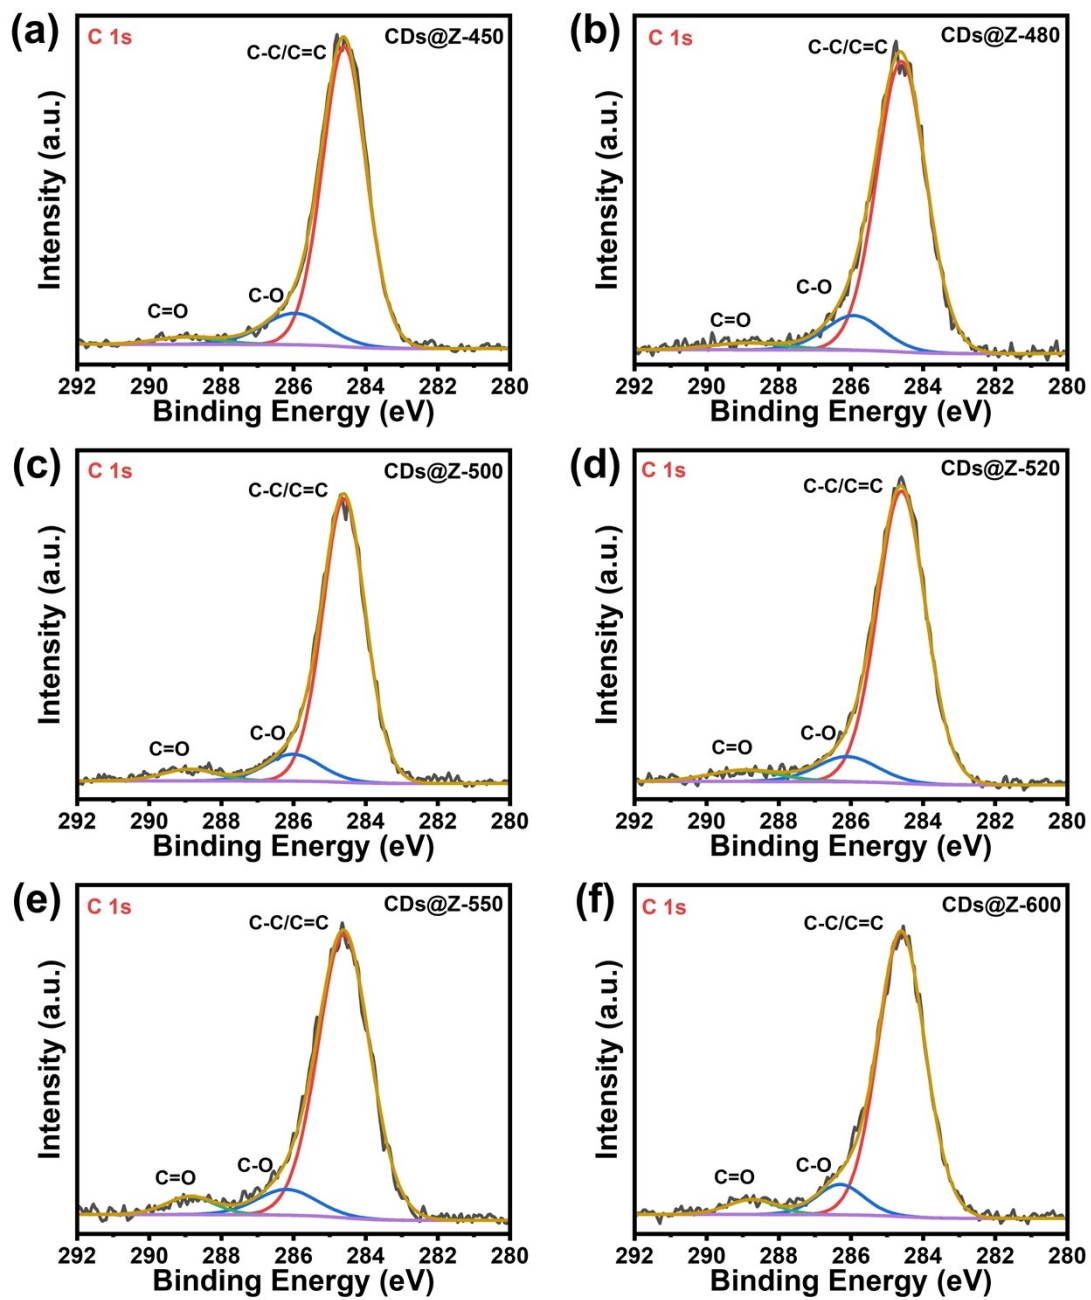 (a)
C 1s
C-C/C=C
CDs@Z-450
C-O
C=O
Intensity (a.u.)
292 290 288 286 284 282 280
Binding Energy (eV)
(b)
C 1s
C-C/C=C
CDs@Z-480
C-O
C=O
Intensity (a.u.)
292 290 288 286 284 282 280
Binding Energy (eV)
(c)
C 1s
CDs@Z-500
C-C/C=C
C-O
C=O
Intensity (a.u.)
292 290 288 286 284 282 280
Binding Energy (eV)
(d)
C 1s
CDs@Z-520
C-C/C=C
C-O
C=O
Intensity (a.u.)
292 290 288 286 284 282 280
Binding Energy (eV)
(e)
C 1s
CDs@Z-550
C-C/C=C
C-O
C=O
Intensity (a.u.)
292 290 288 286 284 282 280
Binding Energy (eV)
(f)
C 1s
CDs@Z-600
C-C/C=C
C-O
C=O
Intensity (a.u.)
292 290 288 286 284 282 280
Binding Energy (eV)